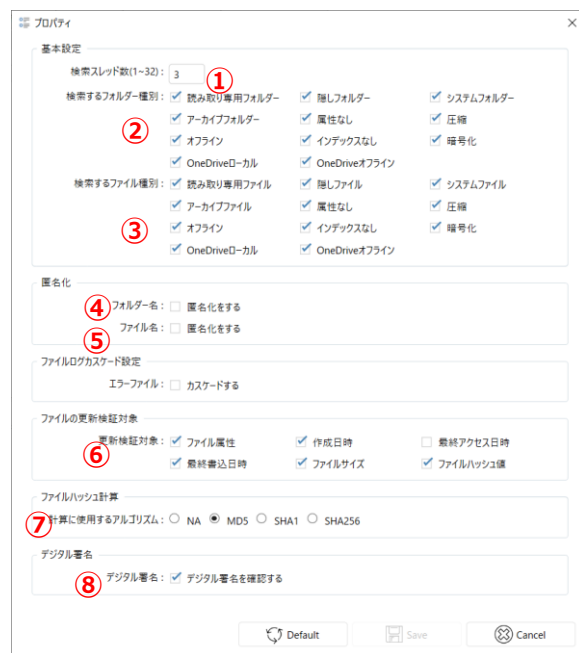 プロパティ
基本設定
検索スレッド数(1~32): 3 ①
検索するフォルダー種別: 読み取り専用フォルダー 隠しフォルダー システムフォルダー
② アーカイブフォルダー 属性なし 圧縮
オフライン インデックスなし 暗号化
OneDriveローカル OneDriveオフライン
検索するファイル種別: 読み取り専用ファイル 隠しファイル システムファイル
アーカイブファイル 属性なし 圧縮
③ オフライン インデックスなし 暗号化
OneDriveローカル OneDriveオフライン
匿名化
④ フォルダー名: 匿名化をする
⑤ ファイル名: 匿名化をする
ファイルログカスケード設定
エラーファイル: カスケードする
ファイルの更新検証対象
⑥ 更新検証対象: ファイル属性 作成日時 最終アクセス日時
最終書込日時 ファイルサイズ ファイルハッシュ値
ファイルハッシュ計算
⑦ 計算に使用するアルゴリズム: NA MD5 SHA1 SHA256
デジタル署名
⑧ デジタル署名: デジタル署名を確認する
Default Save Cancel